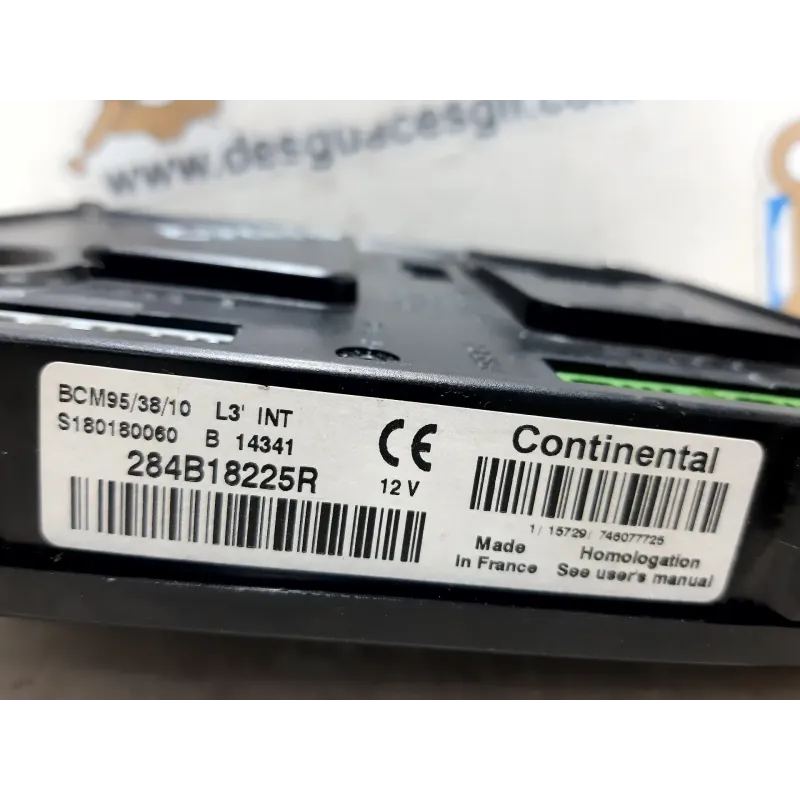 www.desguacesgil.com
BCM95/38/10 L3' INT
S180180060 B 14341
284B18225R
CE
12 V
Continental
1/ 15729/ 746077725
Made
In France
Homologation
See user's manual